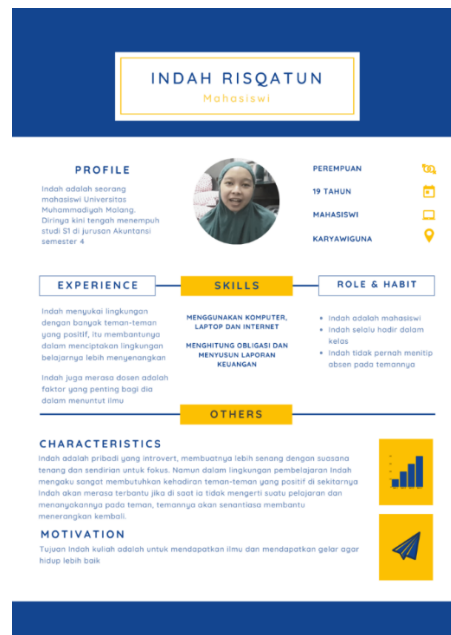 INDAH RISQATUN
Mahasiswi
PROFILE
Indah adalah seorang
mahasiswi Universitas
Muhammadiyah Malang.
Dirinya kini tengah menempuh
studi S1 di jurusan Akuntansi
semester 4
PEREMPUAN
19 TAHUN
MAHASISWI
KARYAWIGUNA
EXPERIENCE
Indah menyukai lingkungan
dengan banyak teman-teman
yang positif, itu membantunya
dalam menciptakan lingkungan
belajarnya lebih menyenangkan
Indah juga merasa dosen adalah
faktor yang penting bagi dia
dalam menuntut ilmu
SKILLS
MENGGUNAKAN KOMPUTER,
LAPTOP DAN INTERNET
MENGHITUNG OBLIGASI DAN
MENYUSUN LAPORAN
KEUANGAN
ROLE & HABIT
Indah adalah mahasiswi
Indah selalu hadir dalam
kelas
Indah tidak pernah menitip
absen pada temannya
OTHERS
CHARACTERISTICS
Indah adalah pribadi yang introvert, membuatnya lebih senang dengan suasana
tenang dan sendirian untuk fokus. Namun dalam lingkungan pembelajaran Indah
mengaku sangat membutuhkan kehadiran teman-teman yang positif di sekitarnya
Indah akan merasa terbantu jika di saat ia tidak mengerti suatu pelajaran dan
menanyakannya pada teman, temannya akan senantiasa membantu
menerangkan kembali.
MOTIVATION
Tujuan Indah kuliah adalah untuk mendapatkan ilmu dan mendapatkan gelar agar
hidup lebih baik